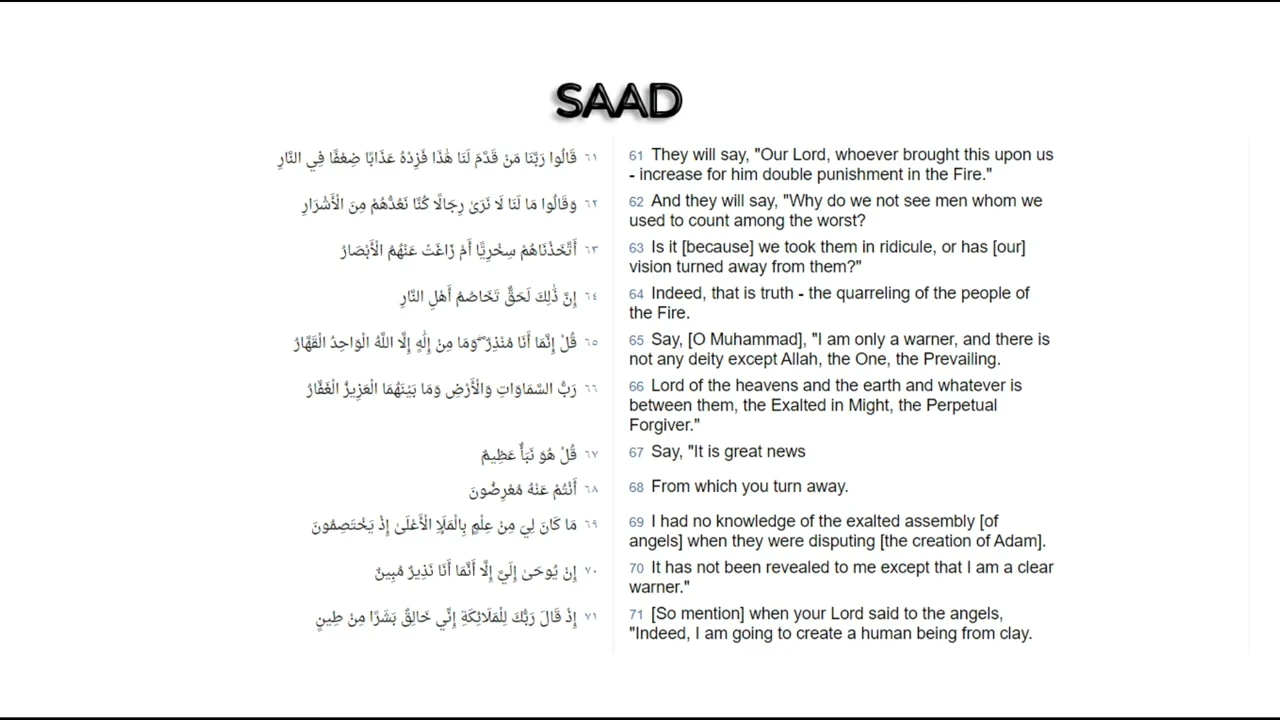 SAAD
٦١ قَالُوا رَبَّنَا مَنْ قَدَّمَ لَنَا هَٰذَا فَزِدْهُ عَذَابًا ضِعْفًا فِي النَّارِ
61 They will say, "Our Lord, whoever brought this upon us
- increase for him double punishment in the Fire."
٦٢ وَقَالُوا مَا لَنَا لَا نَرَىٰ رِجَالًا كُنَّا نَعُدُّهُمْ مِنَ الْأَشْرَارِ
62 And they will say, "Why do we not see men whom we
used to count among the worst?
٦٣ أَتَّخَذْنَاهُمْ سِخْرِيًّا أَمْ زَاغَتْ عَنْهُمُ الْأَبْصَارُ
63 Is it [because] we took them in ridicule, or has [our]
vision turned away from them?"
٦٤ إِنَّ ذَٰلِكَ لَحَقٌّ تَخَاصُمُ أَهْلِ النَّارِ
64 Indeed, that is truth - the quarreling of the people of
the Fire.
٦٥ قُلْ إِنَّمَا أَنَا مُنْذِرٌ ۖ وَمَا مِنْ إِلَٰهٍ إِلَّا اللَّهُ الْوَاحِدُ الْقَهَّارُ
65 Say, [O Muhammad], "I am only a warner, and there is
not any deity except Allah, the One, the Prevailing.
٦٦ رَبُّ السَّمَاوَاتِ وَالْأَرْضِ وَمَا بَيْنَهُمَا الْعَزِيزُ الْغَفَّارُ
66 Lord of the heavens and the earth and whatever is
between them, the Exalted in Might, the Perpetual
Forgiver."
٦٧ قُلْ هُوَ نَبَأٌ عَظِيمٌ
67 Say, "It is great news
٦٨ أَنْتُمْ عَنْهُ مُعْرِضُونَ
68 From which you turn away.
٦٩ مَا كَانَ لِيَ مِنْ عِلْمٍ بِالْمَلَإِ الْأَعْلَىٰ إِذْ يَخْتَصِمُونَ
69 I had no knowledge of the exalted assembly [of
angels] when they were disputing [the creation of Adam].
٧٠ إِنْ يُوحَىٰ إِلَيَّ إِلَّا أَنَّمَا أَنَا نَذِيرٌ مُبِينٌ
70 It has not been revealed to me except that I am a clear
warner."
٧١ إِذْ قَالَ رَبُّكَ لِلْمَلَائِكَةِ إِنِّي خَالِقٌ بَشَرًا مِنْ طِينٍ
71 [So mention] when your Lord said to the angels,
"Indeed, I am going to create a human being from clay.